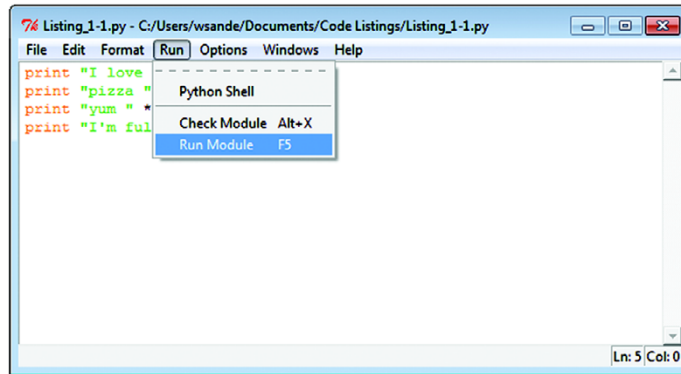 Listing_1-1.py - C:/Users/wsande/Documents/Code Listings/Listing_1-1.py
File Edit Format Run Options Windows Help
print "I love
print "pizza "
print "yum " *
print "I'm ful
Python Shell
Check Module Alt+X
Run Module F5
Ln: 5 Col: 0